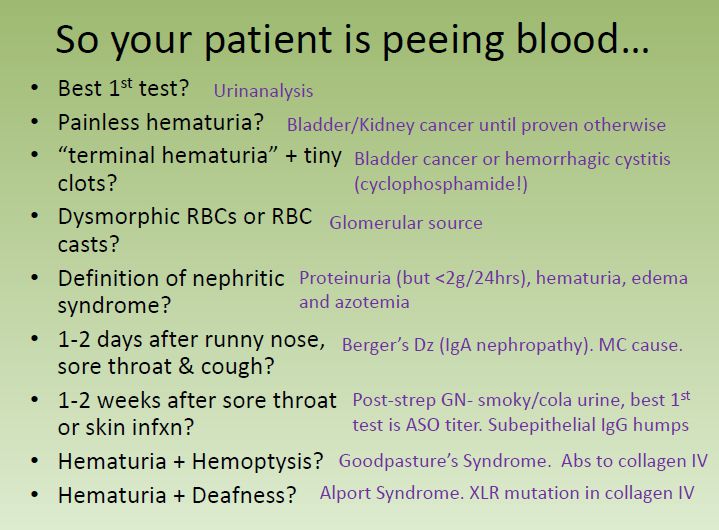 So your patient is peeing blood…
• Best 1st test? Urinanalysis
• Painless hematuria? Bladder/Kidney cancer until proven otherwise
• “terminal hematuria” + tiny
clots?
Bladder cancer or hemorrhagic cystitis
(cyclophosphamide!)
• Dysmorphic RBCs or RBC
casts?
Glomerular source
• Definition of nephritic
syndrome?
Proteinuria (but <2g/24hrs), hematuria, edema
and azotemia
• 1-2 days after runny nose,
sore throat & cough?
Berger’s Dz (IgA nephropathy). MC cause.
• 1-2 weeks after sore throat
or skin infxn?
Post-strep GN- smoky/cola urine, best 1st
test is ASO titer. Subepithelial IgG humps
• Hematuria + Hemoptysis? Goodpasture’s Syndrome. Abs to collagen IV
• Hematuria + Deafness? Alport Syndrome. XLR mutation in collagen IV